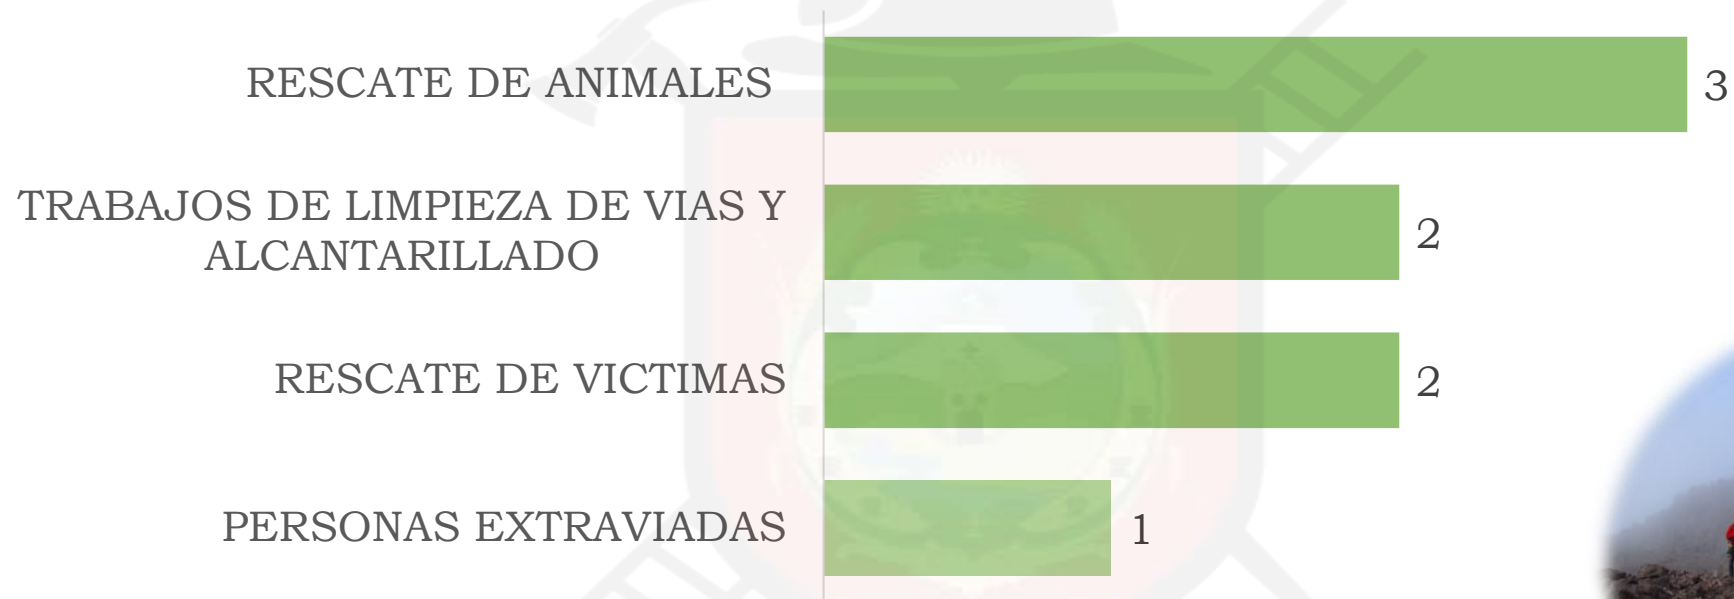 RESCATE DE ANIMALES
3
TRABAJOS DE LIMPIEZA DE VIAS Y
ALCANTARILLADO
2
RESCATE DE VICTIMAS
2
PERSONAS EXTRAVIADAS
1